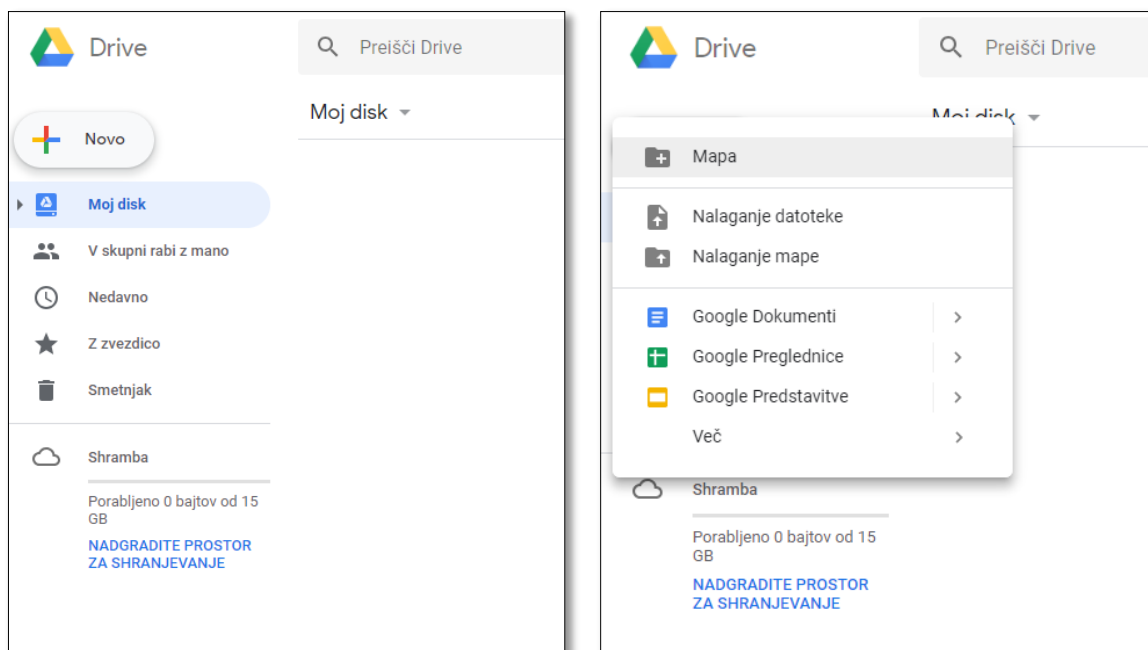 Drive
Preišči Drive
Moj disk
Novo
Moj disk
V skupni rabi z mano
Nedavno
Z zvezdico
Smetnjak
Shramba
Porabljeno 0 bajtov od 15
GB
NADGRADITE PROSTOR
ZA SHRANJEVANJE
Drive
Preišči Drive
Moj disk
Mapa
Nalaganje datoteke
Nalaganje mape
Google Dokumenti
Google Preglednice
Google Predstavitve
Več
Shramba
Porabljeno 0 bajtov od 15
GB
NADGRADITE PROSTOR
ZA SHRANJEVANJE